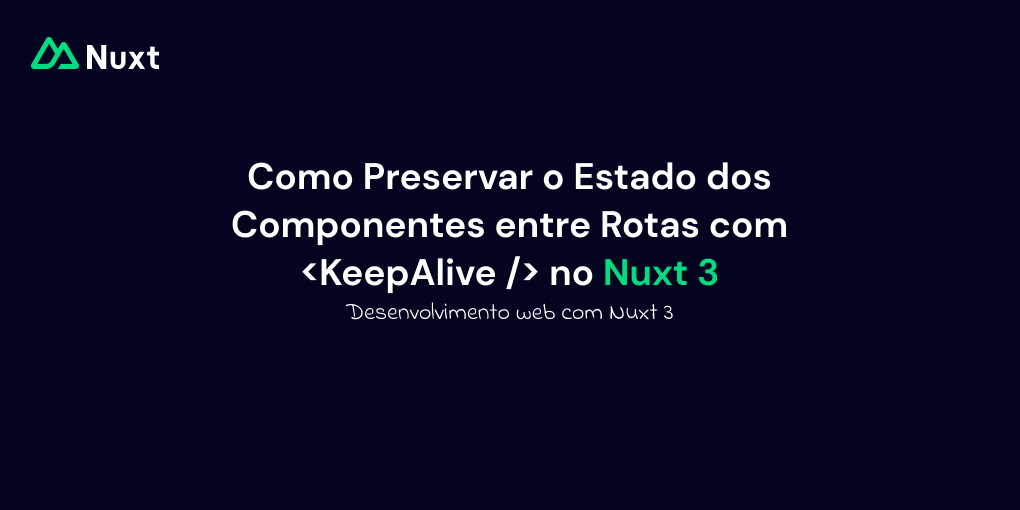 Nuxt
Como Preservar o Estado dos
Componentes entre Rotas com
<KeepAlive /> no Nuxt 3
Desenvolvimento web com Nuxt 3